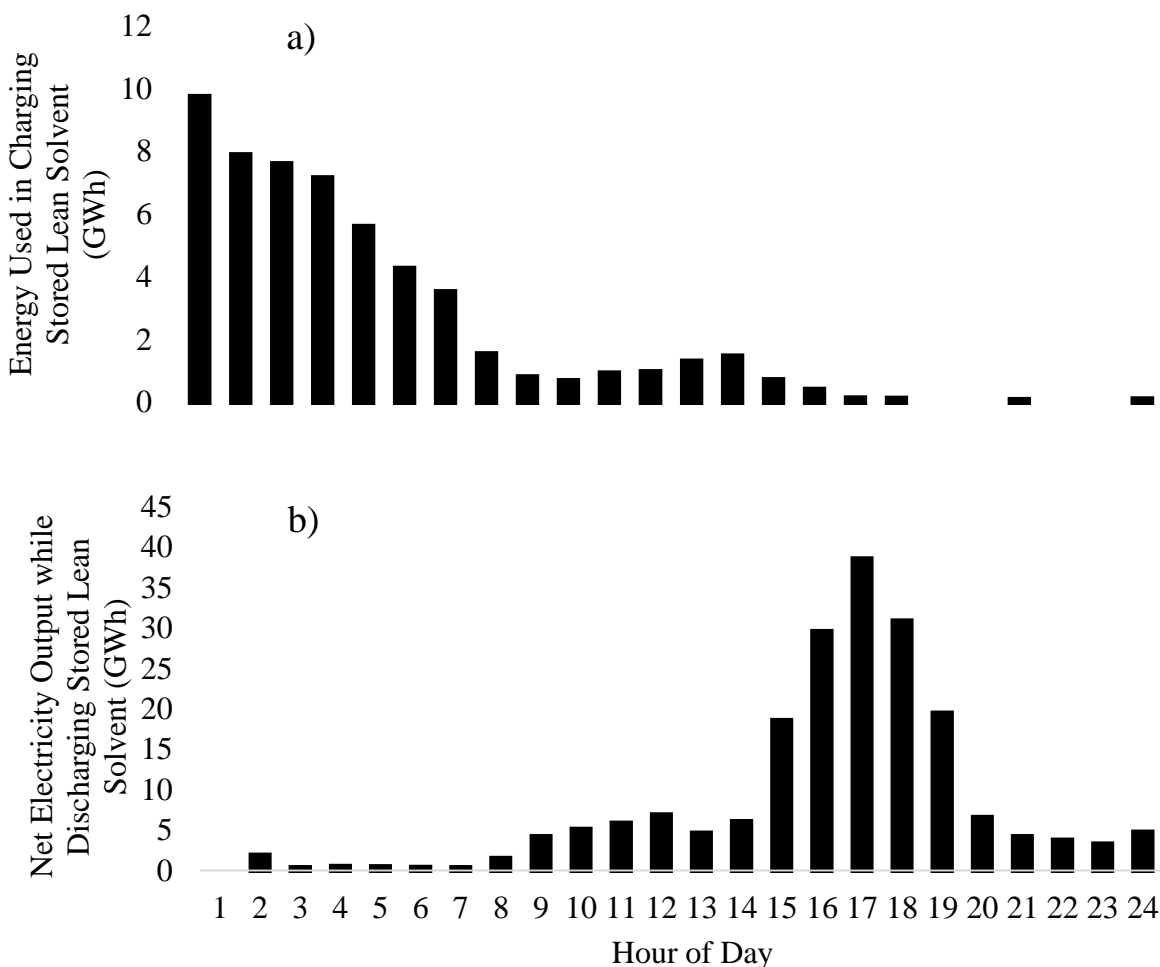 a)
Energy Used in Charging
Stored Lean Solvent
(GWh)
12
10
8
6
4
2
0
b)
Net Electricity Output while
Discharging Stored Lean
Solvent (GWh)
45
40
35
30
25
20
15
10
5
0
1 2 3 4 5 6 7 8 9 10 11 12 13 14 15 16 17 18 19 20 21 22 23 24
Hour of Day